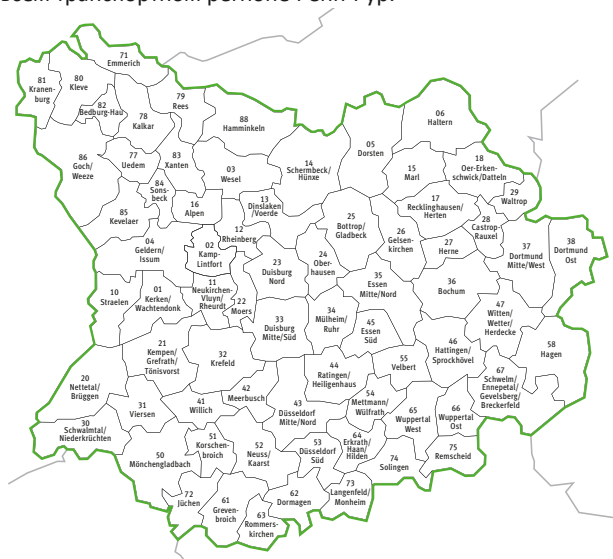 всем транспортном регионе Рейн-Рур.
71
Emmerich
81
Kranen-
burg
80
Kleve
82
Bedburg-Hau
79
Rees
78
Kalkar
88
Hamminkeln
06
Haltern
05
Dorsten
86
Goch/
Weeze
77
Uedem
83
Xanten
03
Wesel
14
Schermbeck/
Hünxe
15
Marl
18
Oer-Erken-
schwick/Datteln
84
Sons-
beck
29
Waltrop
16
Alpen
13
Dinslaken
/Voerde
17
Recklinghausen/
Herten
85
Kevelaer
25
Bottrop/
Gladbeck
28
Castrop-
Rauxel
12
Rheinberg
26
Gelsen-
kirchen
04
Geldern/
Issum
02
Kamp-
Lintfort
27
Herne
37
Dortmund
Mitte/West
38
Dortmund
Ost
24
Ober-
hausen
23
Duisburg
Nord
35
Essen
Mitte/Nord
36
Bochum
10
Straelen
01
Kerken/
Wachtendonk
11
Neukirchen-
Vluyn/
Rheurdt
22
Moers
47
Witten/
Wetter/
Herdecke
33
Duisburg
Mitte/Süd
34
Mülheim/
Ruhr
45
Essen
Süd
21
Kempen/
Grefrath/
Tönisvorst
32
Krefeld
46
Hattingen/
Sprockhövel
58
Hagen
55
Velbert
44
Ratingen/
Heiligenhaus
67
Schwelm/
Ennepetal/
Gevelsberg/
Breckerfeld
20
Nettetal/
Brüggen
42
Meerbusch
54
Mettmann/
Wülfrath
31
Viersen
41
Willich
43
Düsseldorf
Mitte/Nord
65
Wuppertal
West
66
Wuppertal
Ost
30
Schwalmtal/
Niederkrüchten
51
Korschen-
broich
64
Erkrath/
Haan/
Hilden
52
Neuss/
Kaarst
53
Düsseldorf
Süd
75
Remscheid
50
Mönchengladbach
74
Solingen
73
Langenfeld/
Monheim
72
Jüchen
61
Greven-
broich
62
Dormagen
63
Rommers-
kirchen